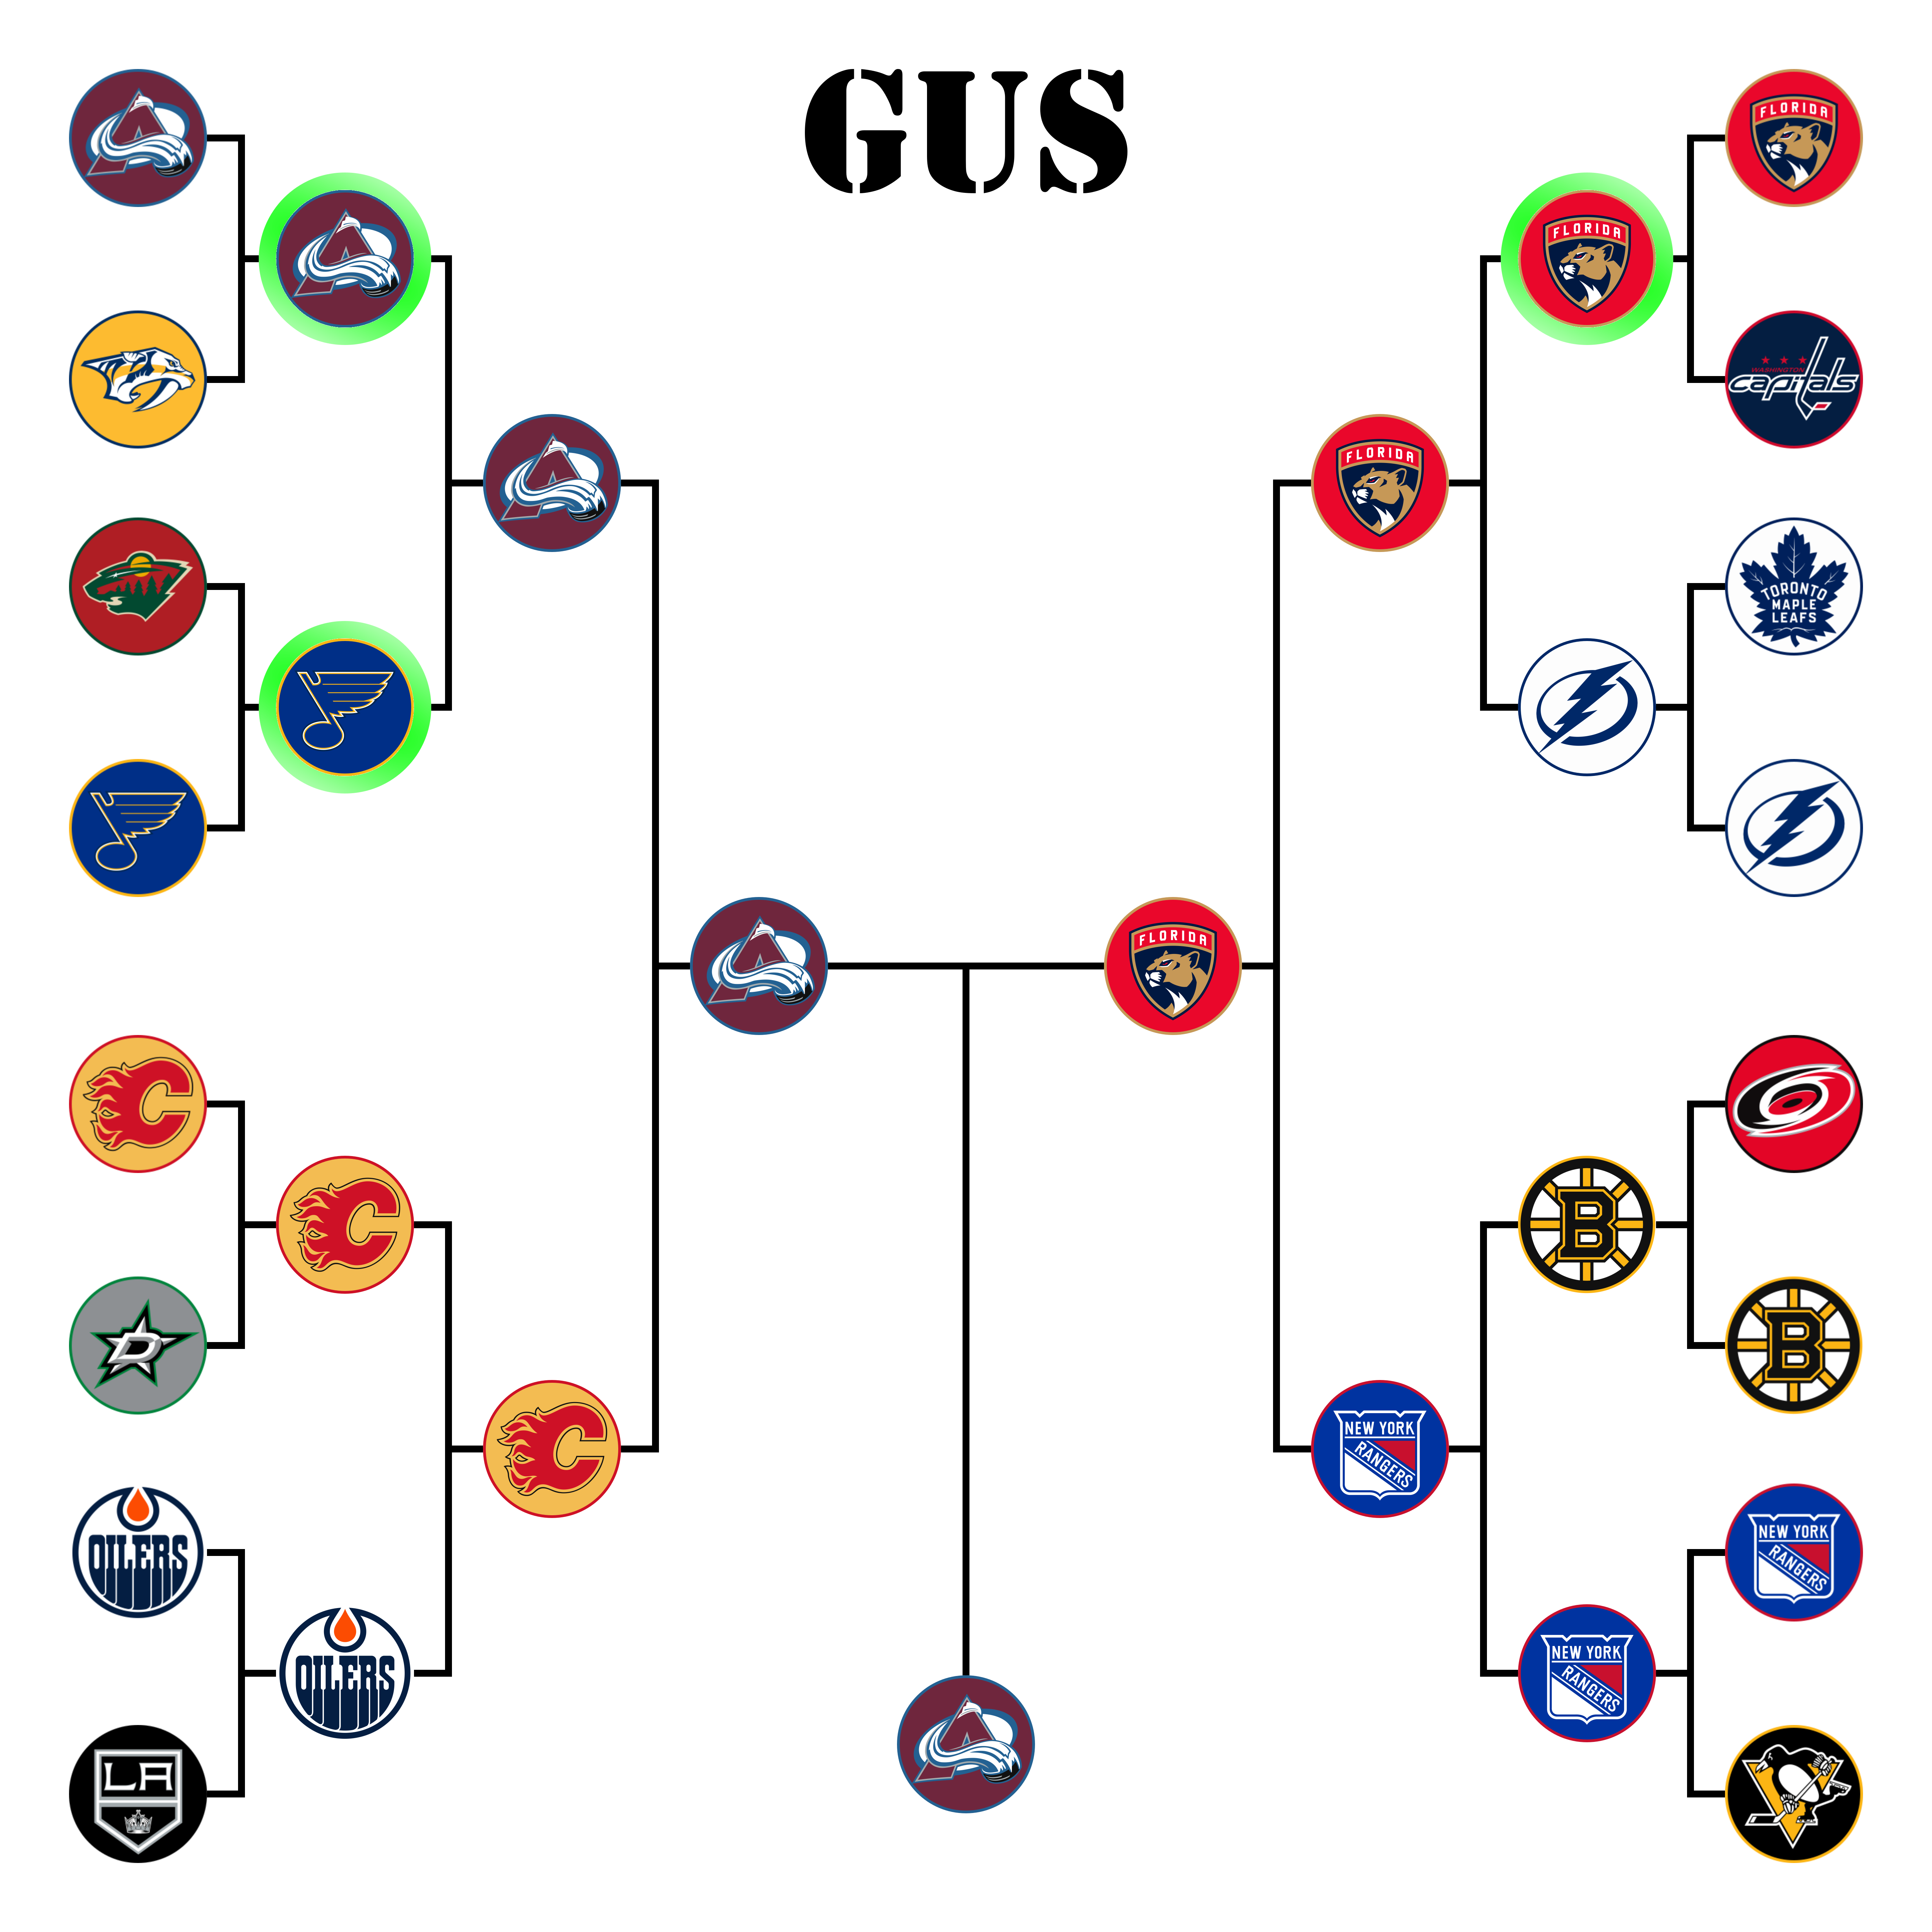 GUS
FLORIDA
FLORIDA
WASHINGTON
capitals
FLORIDA
TORONTO
MAPLE
LEAFS
FLORIDA
C
C
B
D
B
C
NEW YORK
RANGERS
OILERS
NEW YORK
RANGERS
OILERS
NEW YORK
RANGERS
LA